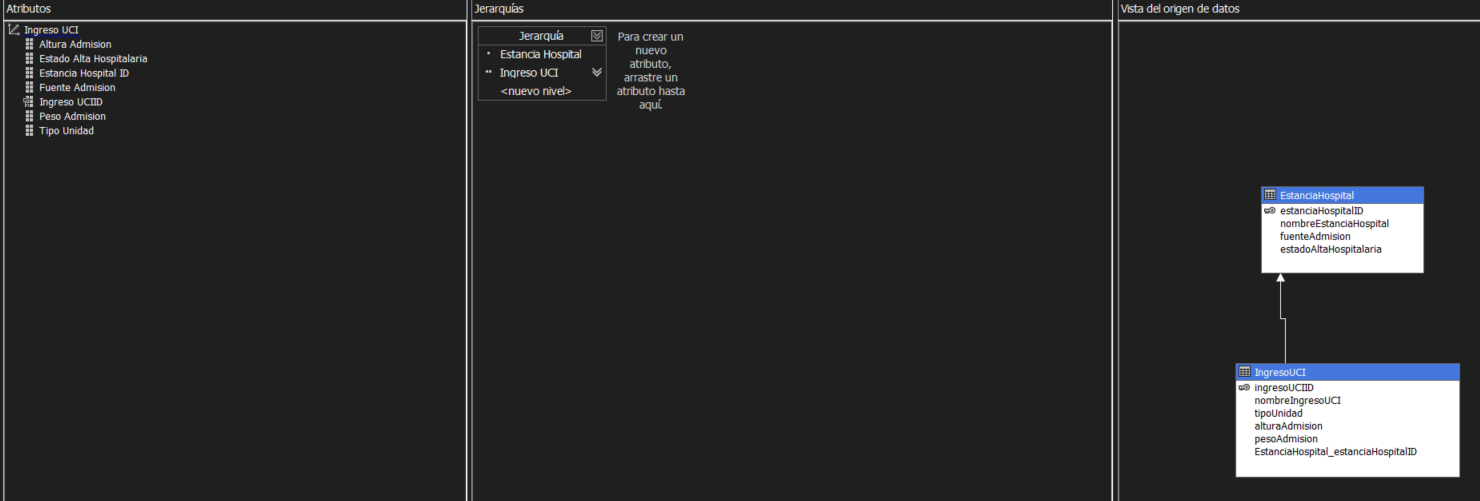 Atributos
Ingreso UCI
Altura Admision
Estado Alta Hospitalaria
Estancia Hospital ID
Fuente Admision
Ingreso UCIID
Peso Admision
Tipo Unidad
Jerarquías
Jerarquía
Estancia Hospital
Ingreso UCI
<nuevo nivel>
Para crear un
nuevo
atributo,
arrastre un
atributo hasta
aquí.
Vista del origen de datos
EstanciaHospital
estanciaHospitalID
nombreEstanciaHospital
fuenteAdmision
estadoAltaHospitalaria
IngresoUCI
ingresoUCIID
nombreIngresoUCI
tipoUnidad
alturaAdmision
pesoAdmision
EstanciaHospital_estanciaHospitalID